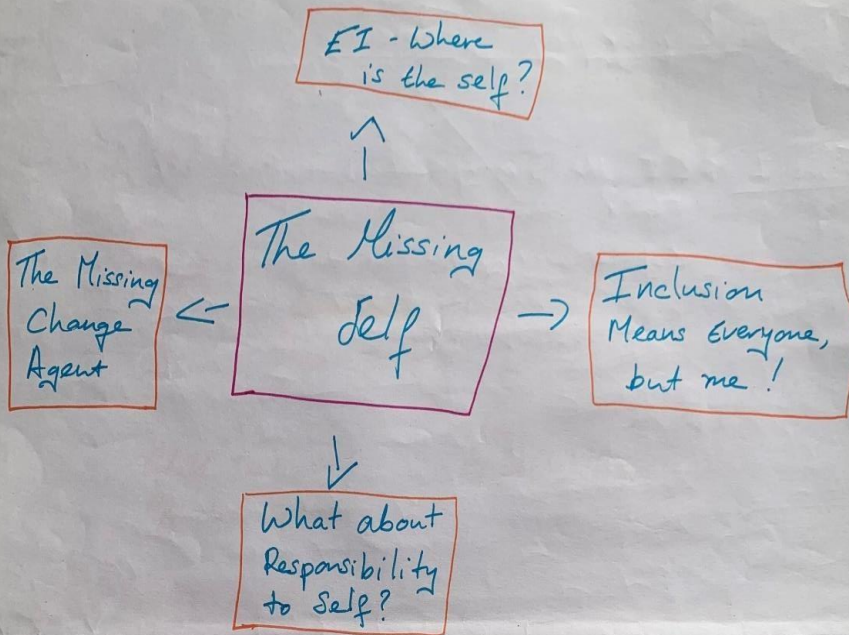 EI - Where
is the self?
The Missing
Self
The Missing
Change
Agent
Inclusion
Means Everyone,
but me!
What about
Responsibility
to Self?